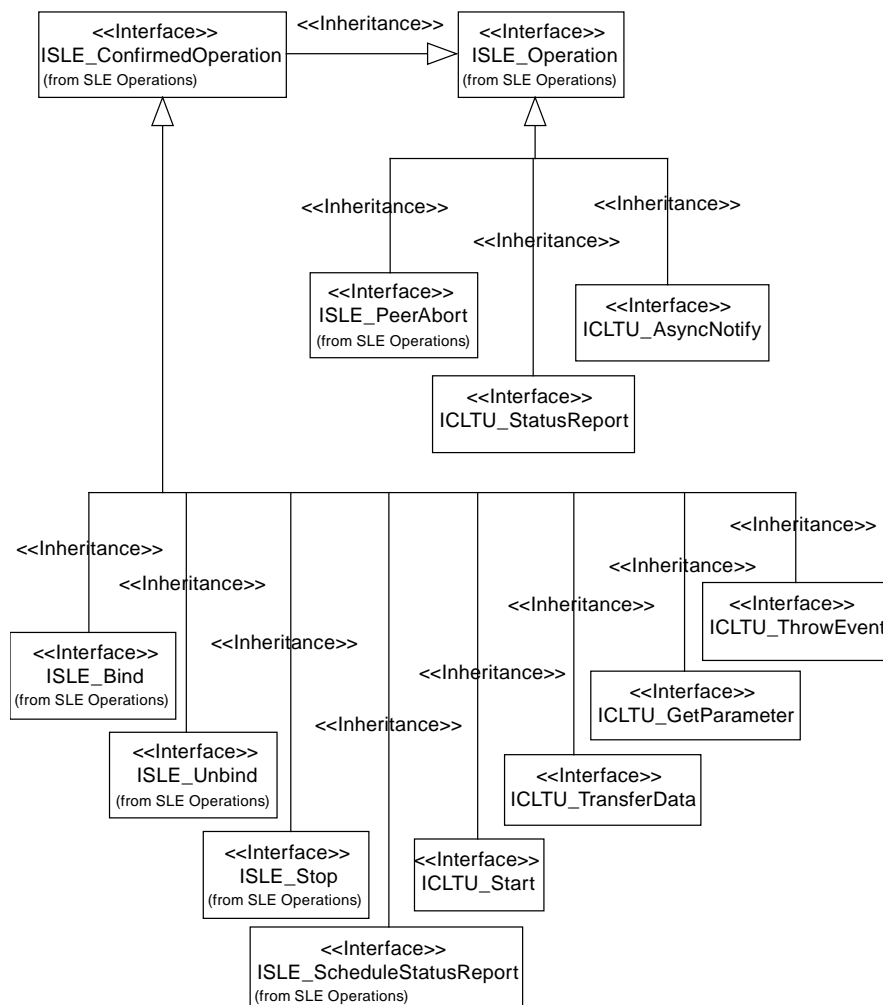 <<Interface>>
ISLE_ConfirmedOperation
(from SLE Operations)
<<Inheritance>>
<<Interface>>
ISLE_Operation
(from SLE Operations)
<<Inheritance>>
<<Inheritance>>
<<Inheritance>>
<<Interface>>
ISLE_PeerAbort
(from SLE Operations)
<<Interface>>
ICLTU_AsyncNotify
<<Interface>>
ICLTU_StatusReport
<<Inheritance>>
<<Inheritance>>
<<Inheritance>>
<<Inheritance>>
<<Inheritance>>
<<Inheritance>>
<<Inheritance>>
<<Inheritance>>
<<Interface>>
ICLTU_ThrowEvent
<<Interface>>
ISLE_Bind
(from SLE Operations)
<<Interface>>
ICLTU_GetParameter
<<Interface>>
ISLE_Unbind
(from SLE Operations)
<<Interface>>
ICLTU_TransferData
<<Interface>>
ISLE_Stop
(from SLE Operations)
<<Interface>>
ICLTU_Start
<<Interface>>
ISLE_ScheduleStatusReport
(from SLE Operations)